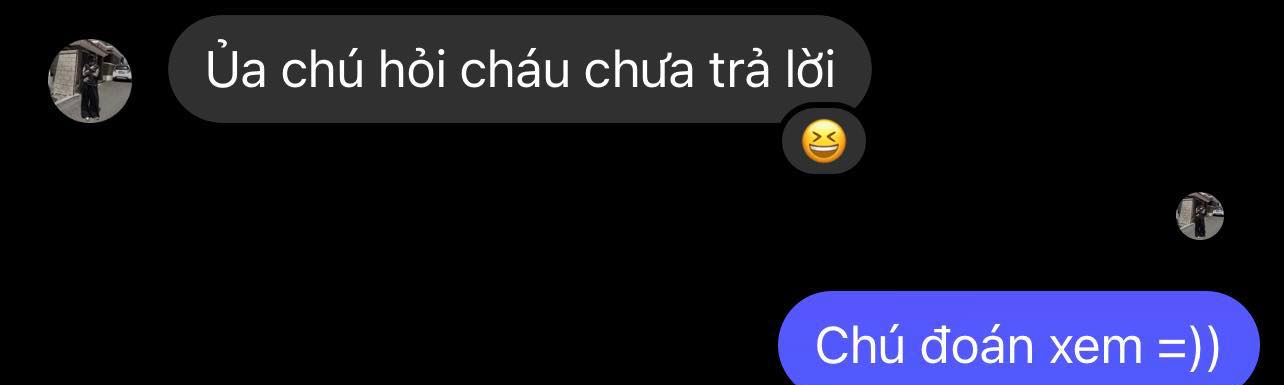 Ủa chú hỏi cháu chưa trả lời
Chú đoán xem =))